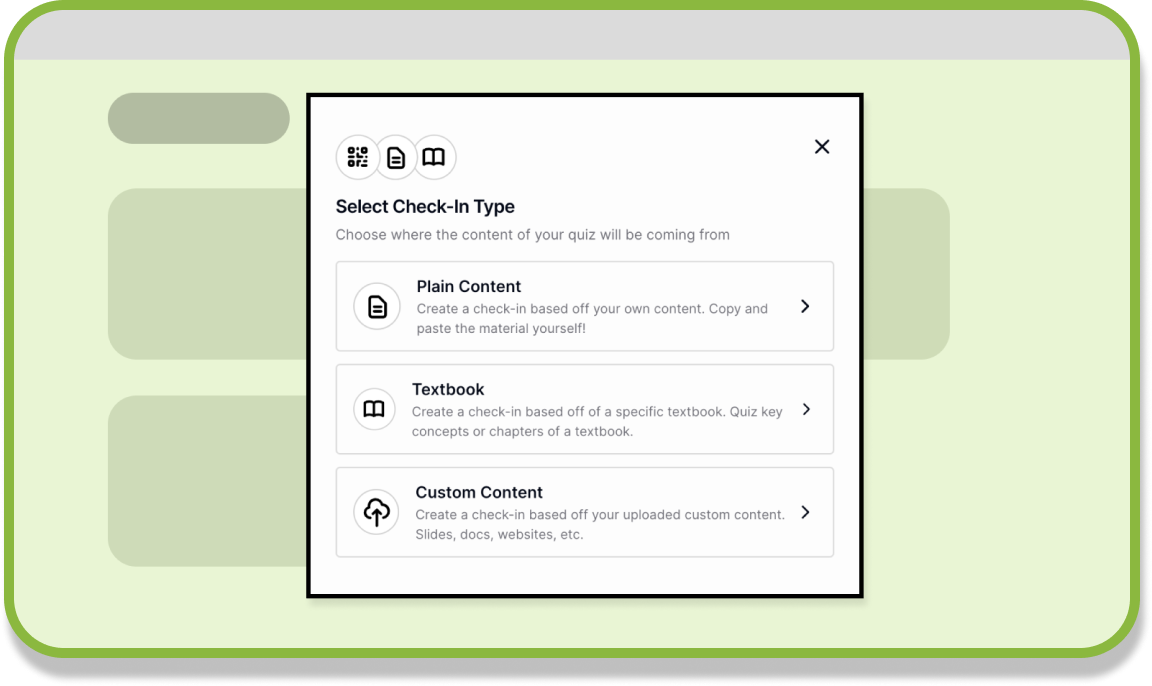 Select Check-In Type
Choose where the content of your quiz will be coming from
Plain Content
Create a check-in based off your own content. Copy and
paste the material yourself!
Textbook
Create a check-in based off of a specific textbook. Quiz key
concepts or chapters of a textbook.
Custom Content
Create a check-in based off your uploaded custom content.
Slides, docs, websites, etc.